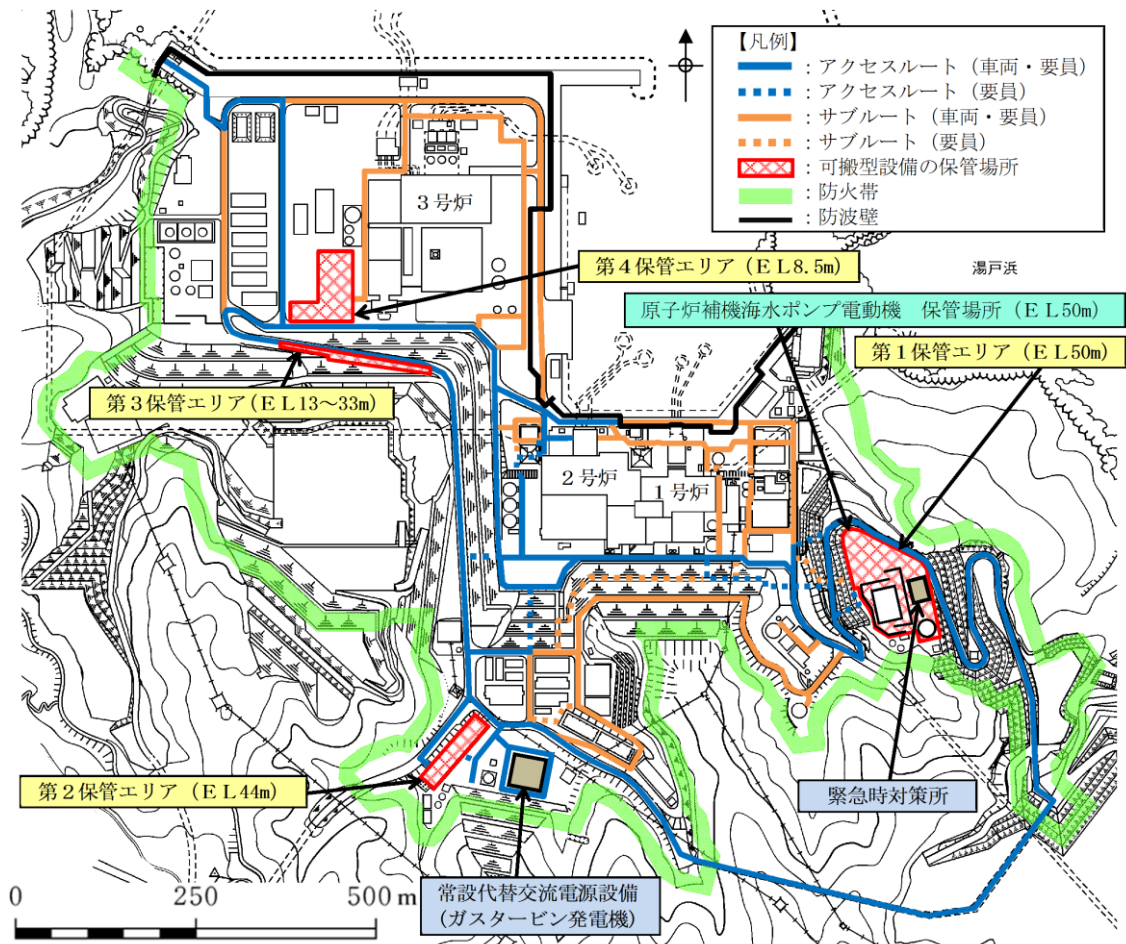 【凡例】
：アクセスルート（車両・要員）
：アクセスルート（要員）
：サブルート（車両・要員）
：サブルート（要員）
：可搬型設備の保管場所
：防火帯
：防波壁
３号炉
第４保管エリア（ＥＬ8.5m）
湯戸浜
原子炉補機海水ポンプ電動機　保管場所（ＥＬ50m）
第１保管エリア（ＥＬ50m）
第３保管エリア(ＥＬ13～33m)
２号炉
１号炉
第２保管エリア（ＥＬ44m）
緊急時対策所
常設代替交流電源設備
(ガスタービン発電機)
0 250 500 m